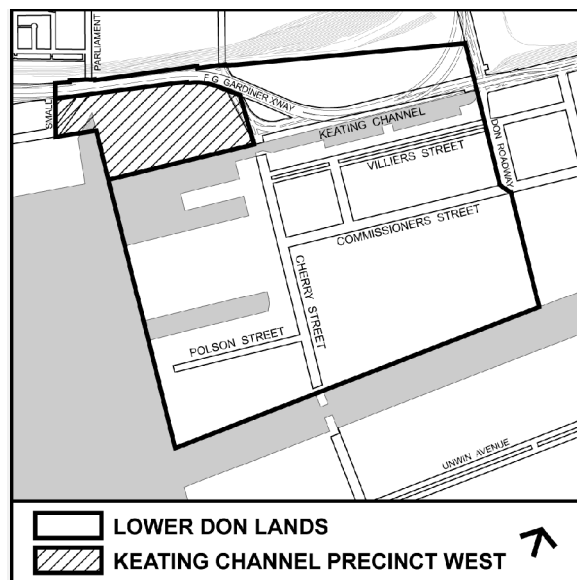 PARLIAMENT
SMALL
F. G. GARDINER XWAY
KEATING CHANNEL
VILLIERS STREET
DON ROADWAY
COMMISSIONERS STREET
CHERRY STREET
POLSON STREET
UNWIN AVENUE
LOWER DON LANDS
KEATING CHANNEL PRECINCT WEST